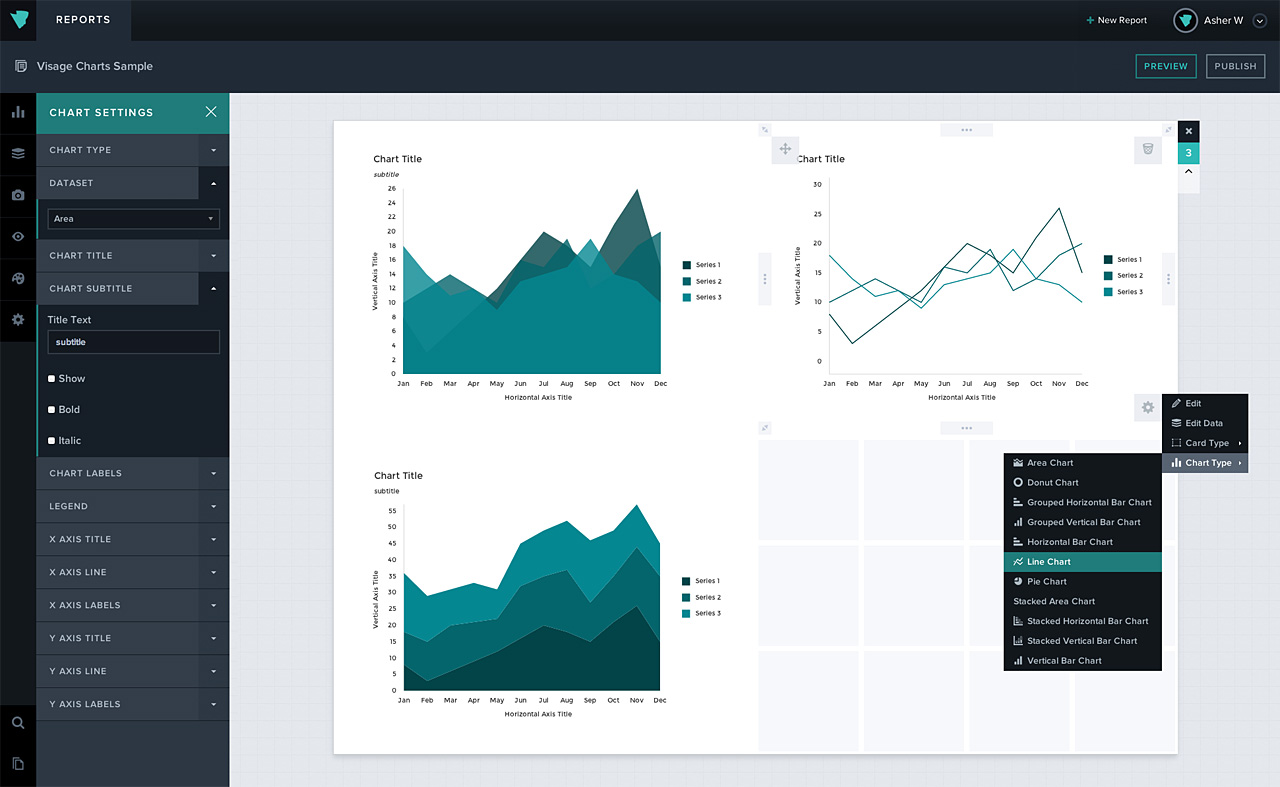 REPORTS
+ New Report
Asher W
Visage Charts Sample
PREVIEW
PUBLISH
CHART SETTINGS
CHART TYPE
DATASET
Area
CHART TITLE
CHART SUBTITLE
Title Text
subtitle
Show
Bold
Italic
CHART LABELS
LEGEND
X AXIS TITLE
X AXIS LINE
X AXIS LABELS
Y AXIS TITLE
Y AXIS LINE
Y AXIS LABELS
Chart Title
subtitle
26
24
22
20
18
16
14
12
10
8
6
4
2
0
Vertical Axis Title
Jan Feb Mar Apr May Jun Jul Aug Sep Oct Nov Dec
Horizontal Axis Title
Series 1
Series 2
Series 3
Chart Title
30
25
20
15
10
5
0
Vertical Axis Title
Jan Feb Mar Apr May Jun Jul Aug Sep Oct Nov Dec
Horizontal Axis Title
Series 1
Series 2
Series 3
3
Chart Title
subtitle
55
50
45
40
35
30
25
20
15
10
5
0
Vertical Axis Title
Jan Feb Mar Apr May Jun Jul Aug Sep Oct Nov Dec
Horizontal Axis Title
Series 1
Series 2
Series 3
Edit
Edit Data
Card Type
Chart Type
Area Chart
Donut Chart
Grouped Horizontal Bar Chart
Grouped Vertical Bar Chart
Horizontal Bar Chart
Line Chart
Pie Chart
Stacked Area Chart
Stacked Horizontal Bar Chart
Stacked Vertical Bar Chart
Vertical Bar Chart